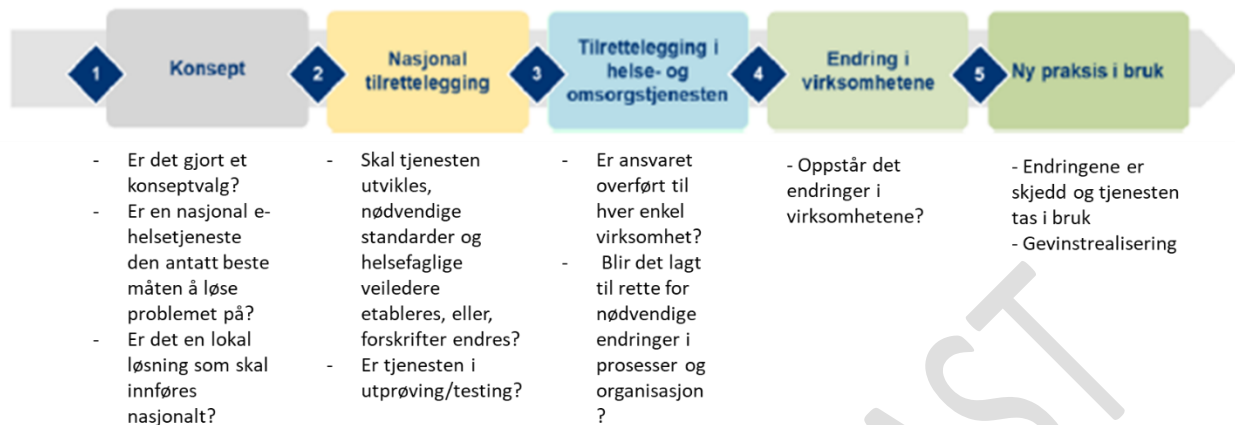 1
Konsept
2
Nasjonal
tilrettelegging
3
Tilrettelegging i
helse- og
omsorgstjenesten
4
Endring i
virksomhetene
5
Ny praksis i bruk
- Er det gjort et
konseptvalg?
- Er en nasjonal e-
helsetjeneste
den antatt beste
måten å løse
problemet på?
- Er det en lokal
løsning som skal
innføres
nasjonalt?
- Skal tjenesten
utvikles,
nødvendige
standarder og
helsefaglige
veiledere
etableres, eller,
forskrifter endres?
- Er tjenesten i
utprøving/testing?
- Er ansvaret
overført til
hver enkel
virksomhet?
- Blir det lagt
til rette for
nødvendige
endringer i
prosesser og
organisasjon
?
- Oppstår det
endringer i
virksomhetene?
- Endringene er
skjedd og tjenesten
tas i bruk
- Gevinstrealisering